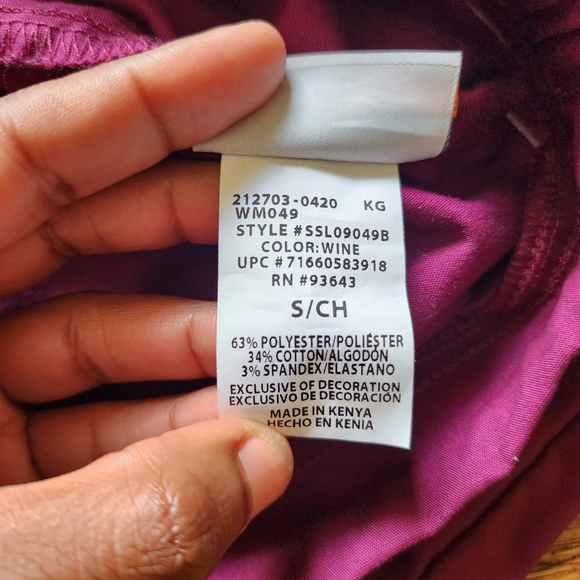 212703-0420 KG
WM049
STYLE #SSL09049B
COLOR:WINE
UPC #71660583918
RN #93643
S/CH
63% POLYESTER/POLIÉSTER
34% COTTON/ALGODÓN
3% SPANDEX/ELASTANO
EXCLUSIVE OF DECORATION
EXCLUSIVO DE DECORACIÓN
MADE IN KENYA
HECHO EN KENIA